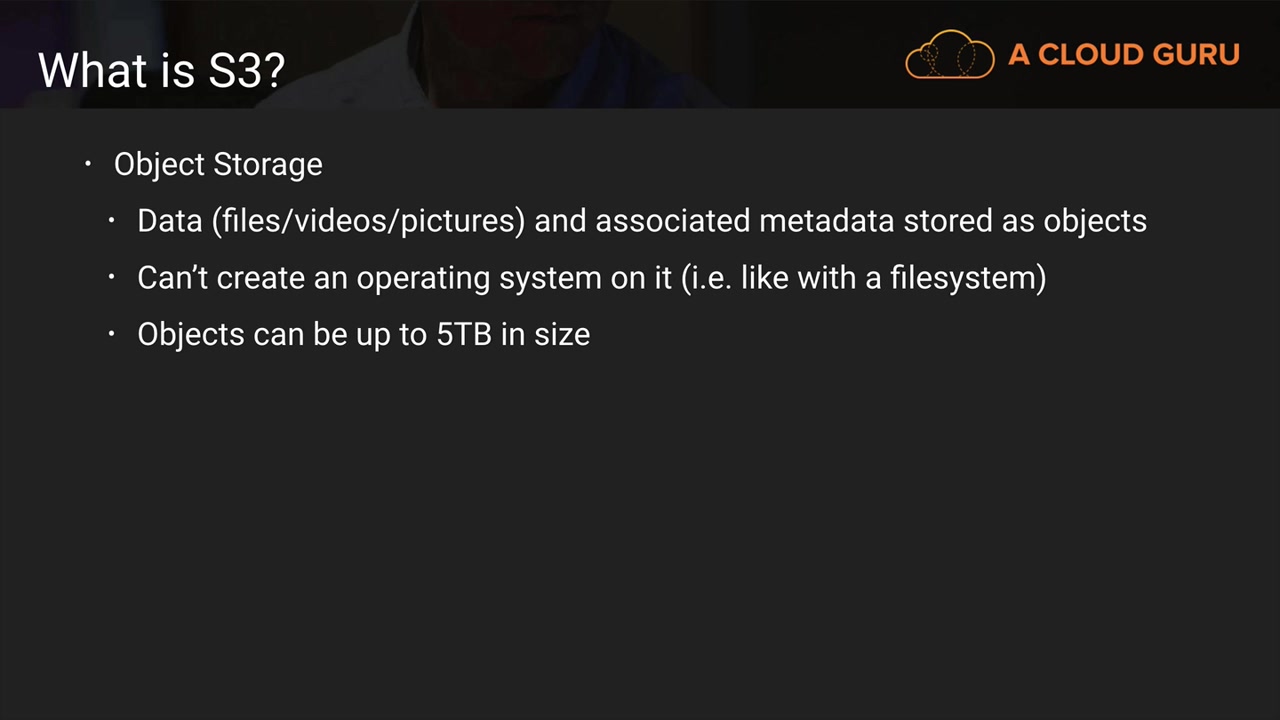 What is S3?
A CLOUD GURU
• Object Storage
• Data (files/videos/pictures) and associated metadata stored as objects
• Can’t create an operating system on it (i.e. like with a filesystem)
• Objects can be up to 5TB in size